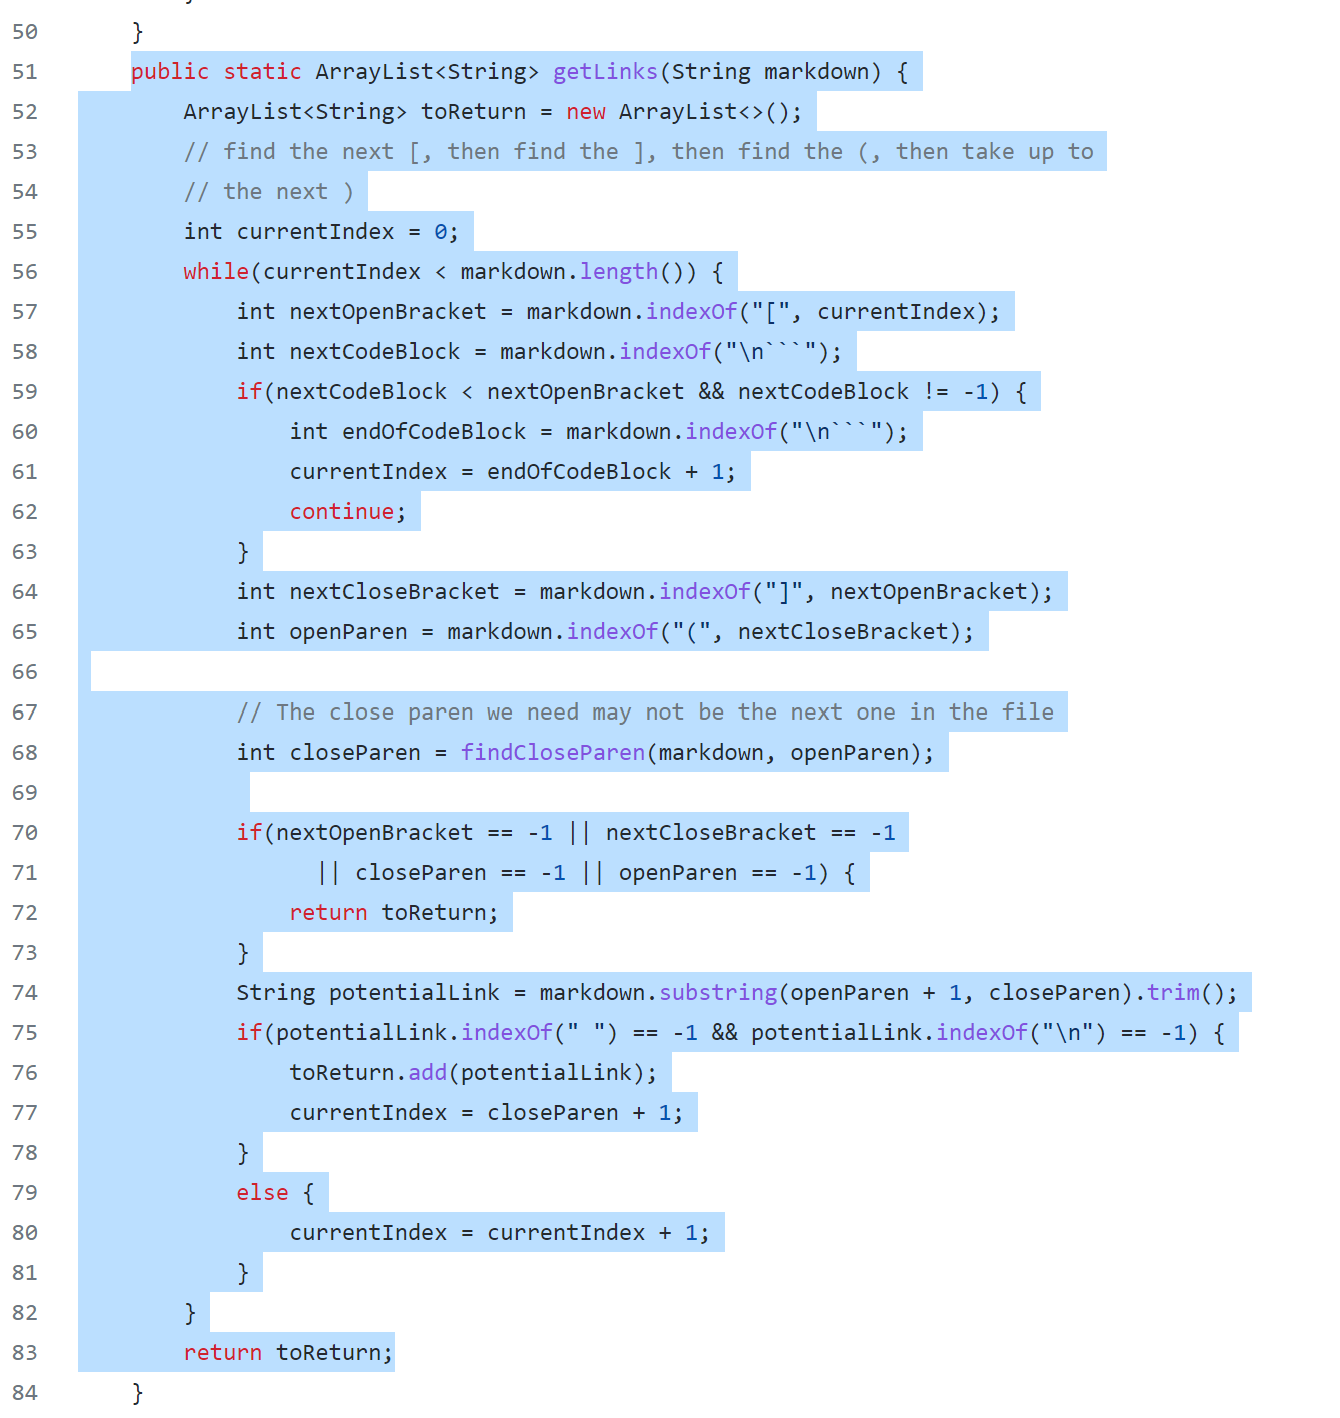 50 }
51 public static ArrayList<String> getLinks(String markdown) {
52 ArrayList<String> toReturn = new ArrayList<>();
53 // find the next [, then find the ], then find the (, then take up to
54 // the next )
55 int currentIndex = 0;
56 while(currentIndex < markdown.length()) {
57 int nextOpenBracket = markdown.indexOf("[", currentIndex);
58 int nextCodeBlock = markdown.indexOf("\n```");
59 if(nextCodeBlock < nextOpenBracket && nextCodeBlock != -1) {
60 int endOfCodeBlock = markdown.indexOf("\n```");
61 currentIndex = endOfCodeBlock + 1;
62 continue;
63 }
64 int nextCloseBracket = markdown.indexOf("]", nextOpenBracket);
65 int openParen = markdown.indexOf("(", nextCloseBracket);
66
67 // The close paren we need may not be the next one in the file
68 int closeParen = findCloseParen(markdown, openParen);
69
70 if(nextOpenBracket == -1 || nextCloseBracket == -1
71 || closeParen == -1 || openParen == -1) {
72 return toReturn;
73 }
74 String potentialLink = markdown.substring(openParen + 1, closeParen).trim();
75 if(potentialLink.indexOf(" ") == -1 && potentialLink.indexOf("\n") == -1) {
76 toReturn.add(potentialLink);
77 currentIndex = closeParen + 1;
78 }
79 else {
80 currentIndex = currentIndex + 1;
81 }
82 }
83 return toReturn;
84 }